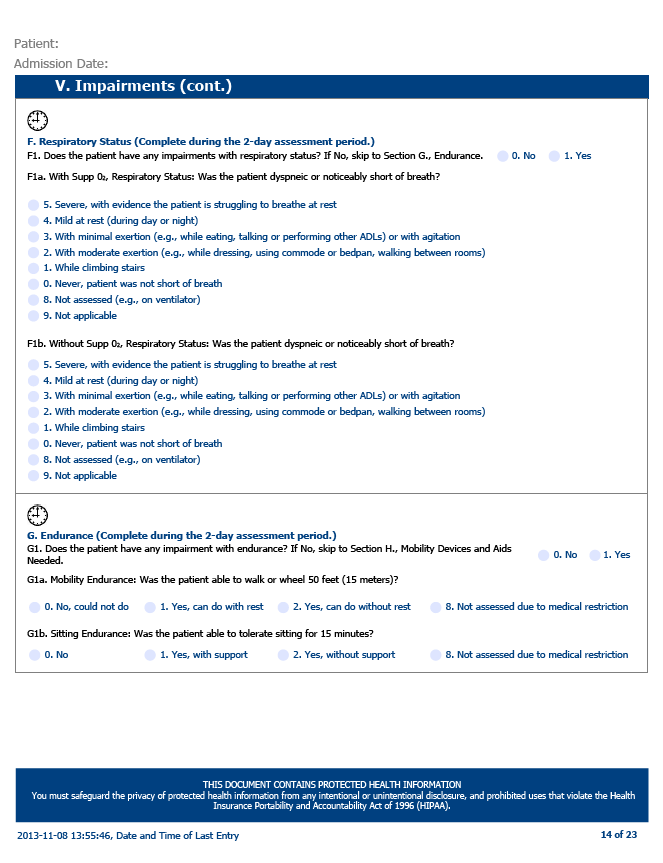 Patient:
Admission Date:
V. Impairments (cont.)
F. Respiratory Status (Complete during the 2-day assessment period.)
F1. Does the patient have any impairments with respiratory status? If No, skip to Section G., Endurance. 0. No 1. Yes
F1a. With Supp 0₂, Respiratory Status: Was the patient dyspneic or noticeably short of breath?
5. Severe, with evidence the patient is struggling to breathe at rest
4. Mild at rest (during day or night)
3. With minimal exertion (e.g., while eating, talking or performing other ADLs) or with agitation
2. With moderate exertion (e.g., while dressing, using commode or bedpan, walking between rooms)
1. While climbing stairs
0. Never, patient was not short of breath
8. Not assessed (e.g., on ventilator)
9. Not applicable
F1b. Without Supp 0₂, Respiratory Status: Was the patient dyspneic or noticeably short of breath?
5. Severe, with evidence the patient is struggling to breathe at rest
4. Mild at rest (during day or night)
3. With minimal exertion (e.g., while eating, talking or performing other ADLs) or with agitation
2. With moderate exertion (e.g., while dressing, using commode or bedpan, walking between rooms)
1. While climbing stairs
0. Never, patient was not short of breath
8. Not assessed (e.g., on ventilator)
9. Not applicable
G. Endurance (Complete during the 2-day assessment period.)
G1. Does the patient have any impairment with endurance? If No, skip to Section H., Mobility Devices and Aids
Needed. 0. No 1. Yes
G1a. Mobility Endurance: Was the patient able to walk or wheel 50 feet (15 meters)?
0. No, could not do 1. Yes, can do with rest 2. Yes, can do without rest 8. Not assessed due to medical restriction
G1b. Sitting Endurance: Was the patient able to tolerate sitting for 15 minutes?
0. No 1. Yes, with support 2. Yes, without support 8. Not assessed due to medical restriction
THIS DOCUMENT CONTAINS PROTECTED HEALTH INFORMATION
You must safeguard the privacy of protected health information from any intentional or unintentional disclosure, and prohibited uses that violate the Health
Insurance Portability and Accountability Act of 1996 (HIPAA).
2013-11-08 13:55:46, Date and Time of Last Entry 14 of 23